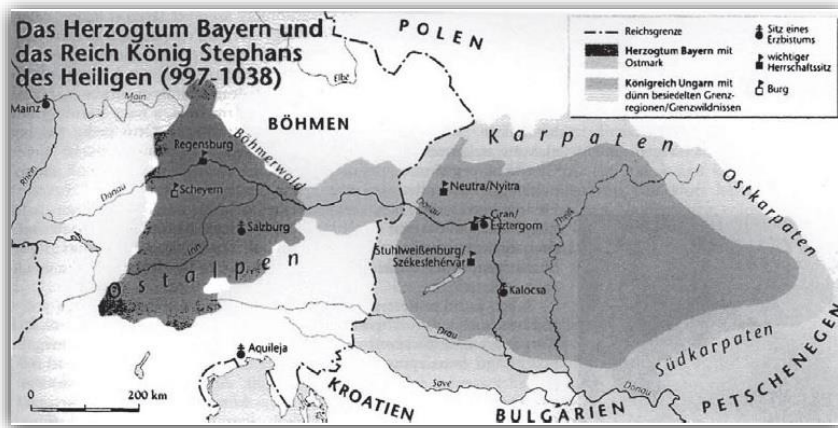 Das Herzogtum Bayern und
das Reich König Stephans
des Heiligen (997-1038)
Reichsgrenze
Herzogtum Bayern mit
Ostmark
Königreich Ungarn mit
dünn besiedelten Grenz-
regionen/Grenzwildnissen
Sitz eines
Erzbistums
wichtiger
Herrschaftssitz
Burg
POLEN
Elbe
Mainz
Main
Rhein
BÖHMEN
Böhmerwald
Regensburg
Donau
Scheyern
Salzburg
Inn
Ostalpen
Karpaten
Ostkarpaten
Neutra/Nyitra
Donau
Gran/
Esztergom
Theiß
Stuhlweißenburg/
Székesfehérvár
Kalocsa
Südkarpaten
PETSCHENEGEN
Drau
Aquileja
Save
Donau
KROATIEN
BULGARIEN
0 200 km